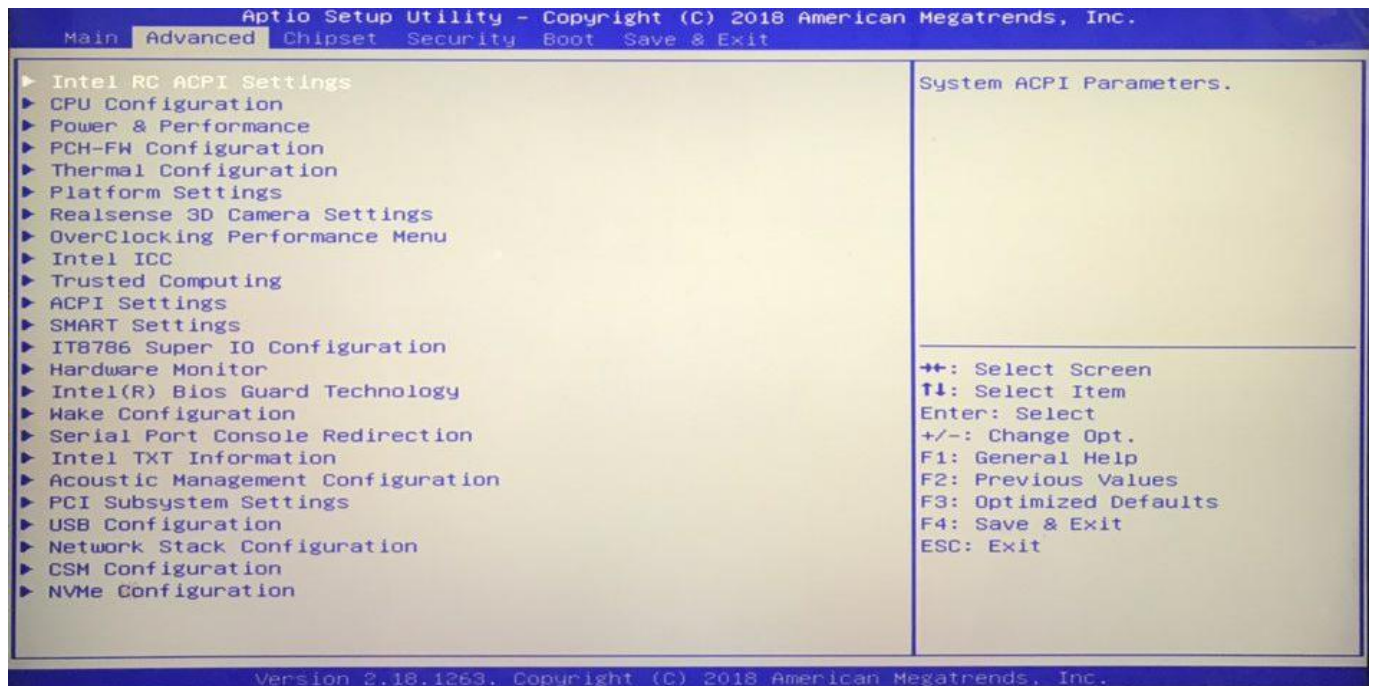 Aptio Setup Utility – Copyright (C) 2018 American Megatrends, Inc.
Main Advanced Chipset Security Boot Save & Exit
▶ Intel RC ACPI Settings
▶ CPU Configuration
▶ Power & Performance
▶ PCH-FW Configuration
▶ Thermal Configuration
▶ Platform Settings
▶ Realsense 3D Camera Settings
▶ OverClocking Performance Menu
▶ Intel ICC
▶ Trusted Computing
▶ ACPI Settings
▶ SMART Settings
▶ IT8786 Super IO Configuration
▶ Hardware Monitor
▶ Intel(R) Bios Guard Technology
▶ Wake Configuration
▶ Serial Port Console Redirection
▶ Intel TXT Information
▶ Acoustic Management Configuration
▶ PCI Subsystem Settings
▶ USB Configuration
▶ Network Stack Configuration
▶ CSM Configuration
▶ NVMe Configuration
System ACPI Parameters.
→←: Select Screen
↑↓: Select Item
Enter: Select
+/-: Change Opt.
F1: General Help
F2: Previous Values
F3: Optimized Defaults
F4: Save & Exit
ESC: Exit
Version 2.18.1263. Copyright (C) 2018 American Megatrends, Inc.